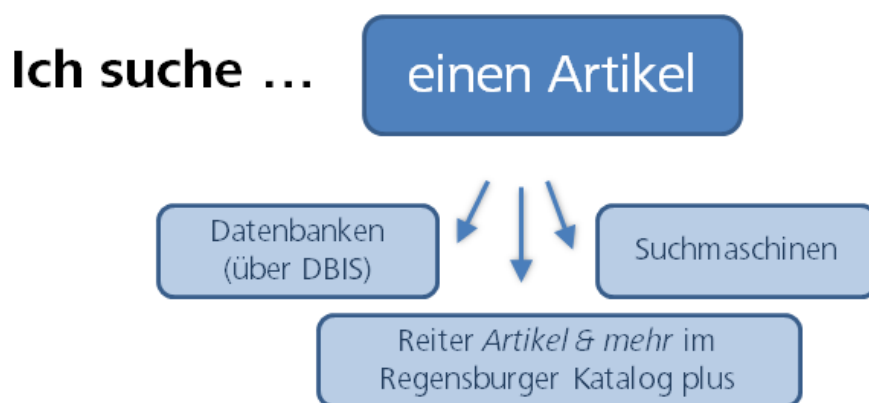 Ich suche …
einen Artikel
Datenbanken
(über DBIS)
Suchmaschinen
Reiter Artikel & mehr im
Regensburger Katalog plus